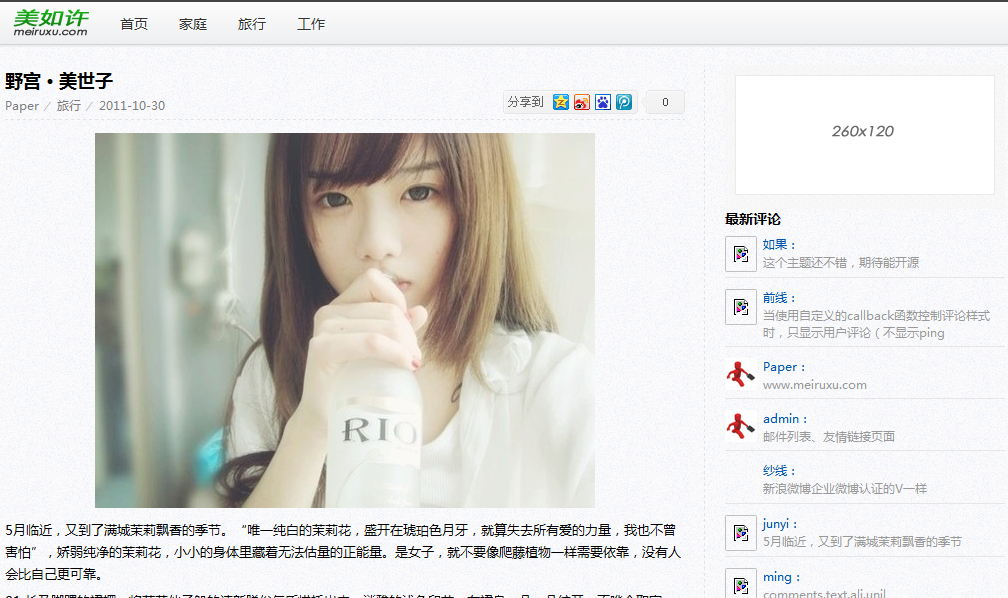 美如许
meiruxu.com
首页 家庭 旅行 工作
野宫·美世子
Paper / 旅行 / 2011-10-30
分享到 0
RIO
5月临近，又到了满城茉莉飘香的季节。“唯一纯白的茉莉花，盛开在琥珀色月牙，就算失去所有爱的力量，我也不曾
害怕”，娇弱纯净的茉莉花，小小的身体里藏着无法估量的正能量。是女子，就不要像爬藤植物一样需要依靠，没有人
会比自己更可靠。
260x120
最新评论
如果：
这个主题还不错，期待能开源
前线：
当使用自定义的callback函数控制评论样式
时，只显示用户评论（不显示ping
Paper：
www.meiruxu.com
admin：
邮件列表、友情链接页面
纱线：
新浪微博企业微博认证的V一样
junyi：
5月临近，又到了满城茉莉飘香的季节
ming：
comments.text.ali.unil